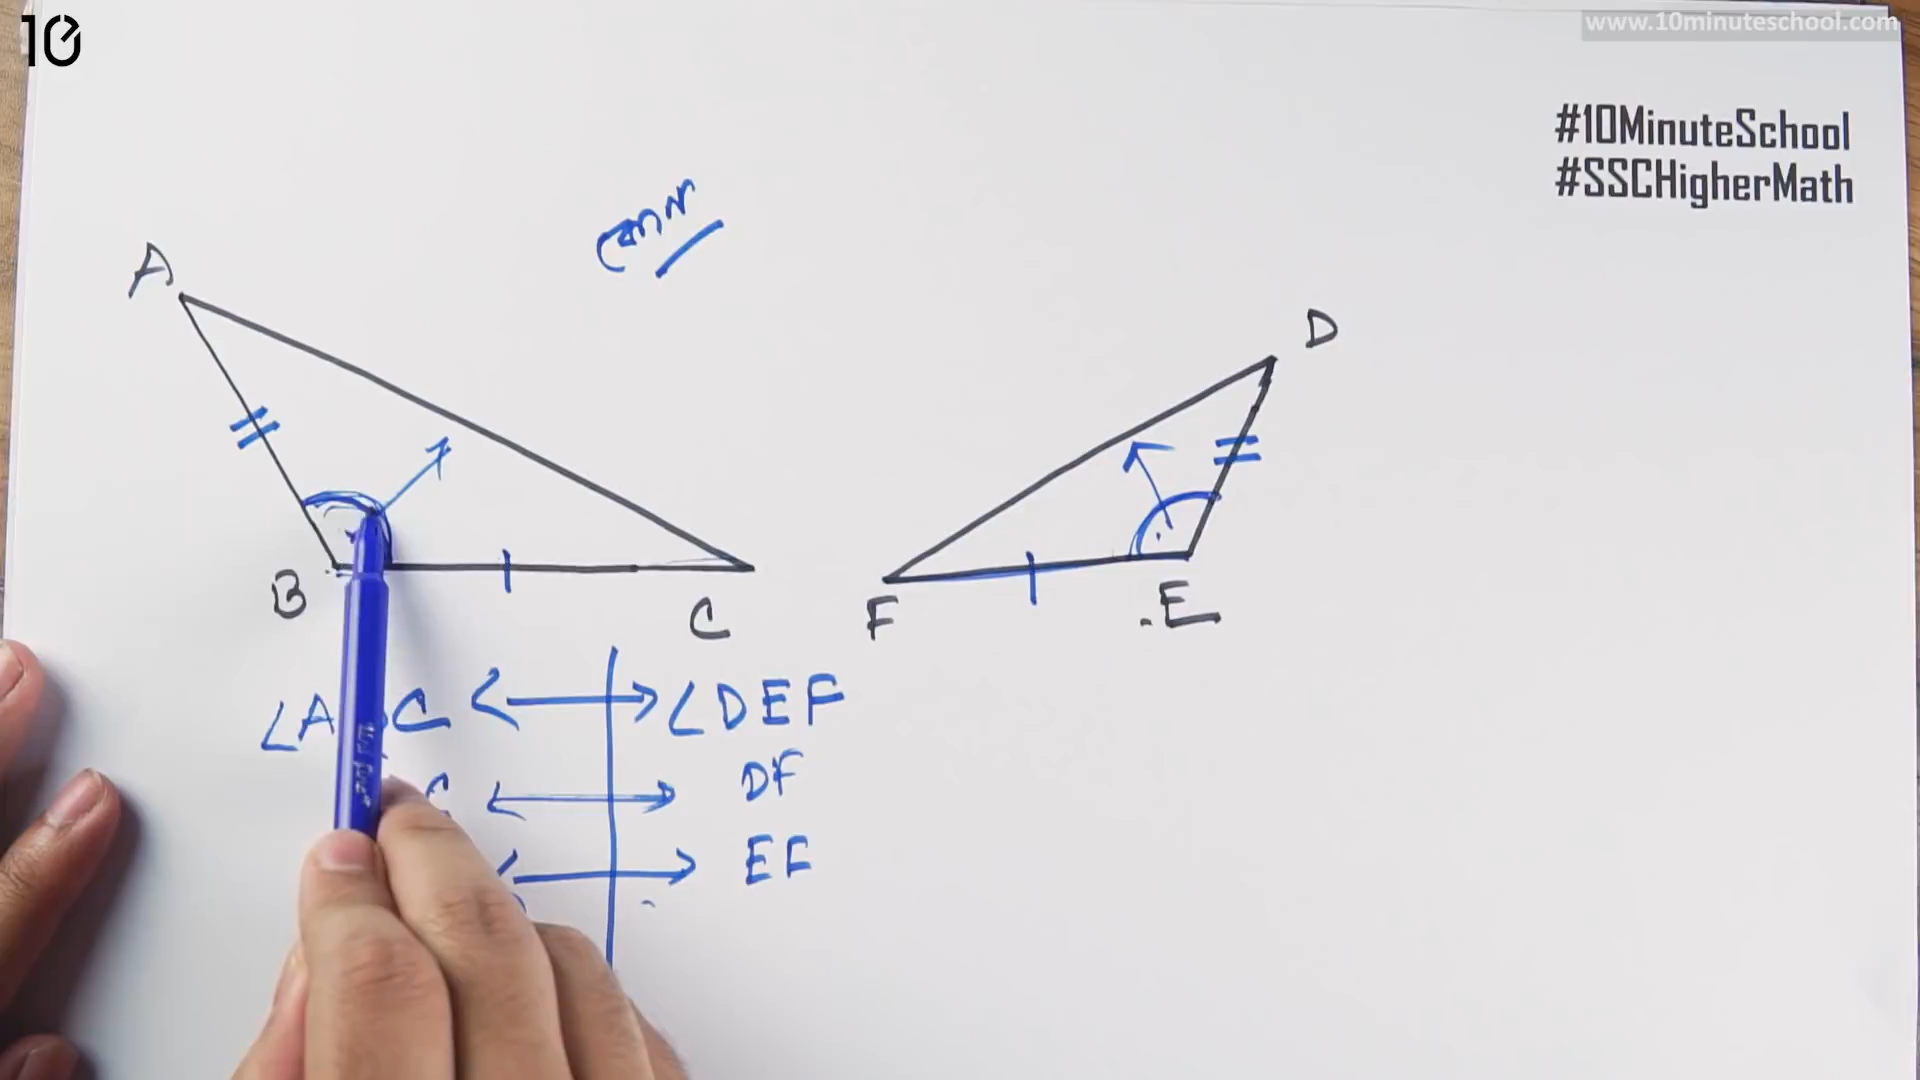 10
www.10minuteschool.com
#10MinuteSchool
#SSCHigherMath
A
D
B
C
F
E
∠A C ∠DEF
C DF
EF